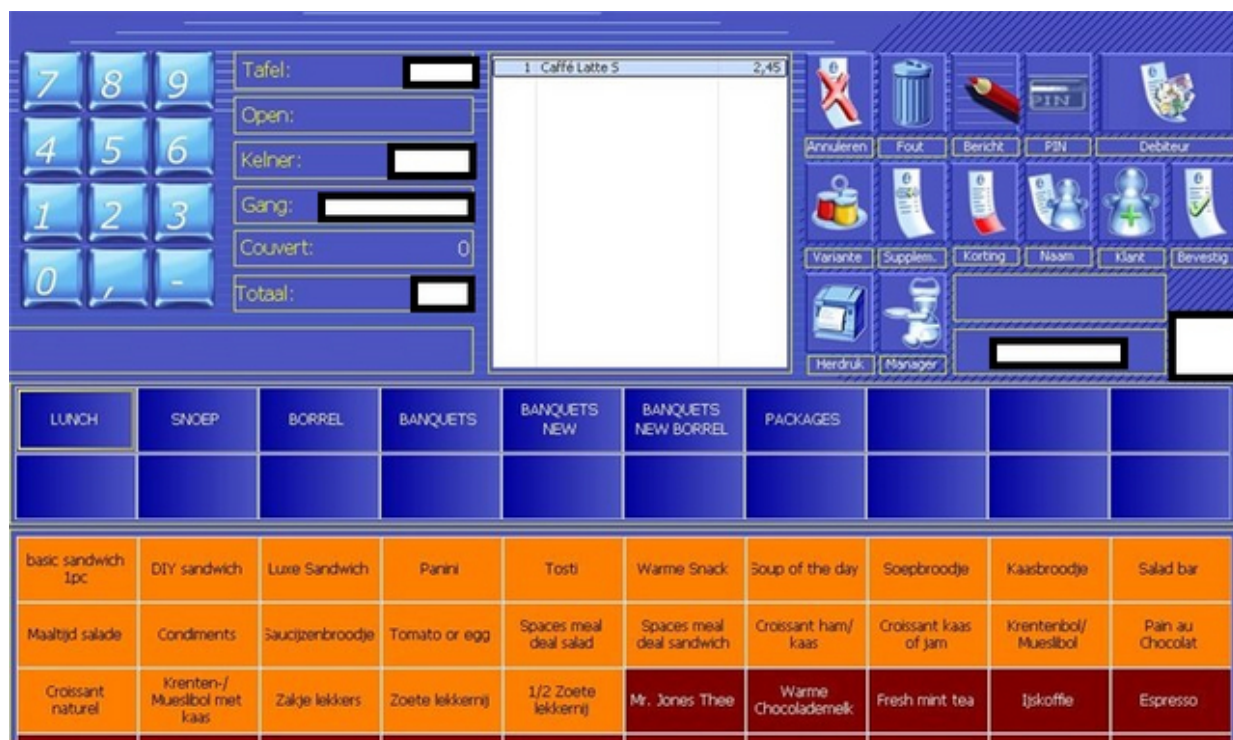 7 8 9
4 5 6
1 2 3
0 , -
Tafel:
Open:
Kelner:
Gang:
Couvert: 0
Totaal:
1 Caffé Latte S 2,45
Annuleren Fout Bericht PIN Debiteur
PIN
Variante Supplem. Korting Naam Klant Bevestig
Herdruk Manager
LUNCH SNOEP BORREL BANQUETS BANQUETS NEW BANQUETS NEW BORREL PACKAGES
basic sandwich 1pc DIY sandwich Luxe Sandwich Panini Tosti Warme Snack Soup of the day Soepbroodje Kaasbroodje Salad bar
Maaltijd salade Condiments Saucijzenbroodje Tomato or egg Spaces meal deal salad Spaces meal deal sandwich Croissant ham/ kaas Croissant kaas of jam Krentenbol/ Mueslibol Pain au Chocolat
Croissant naturel Krenten-/ Mueslibol met kaas Zakje lekkers Zoete lekkernij 1/2 Zoete lekkernij Mr. Jones Thee Warme Chocolademelk Fresh mint tea Ijskoffie Espresso